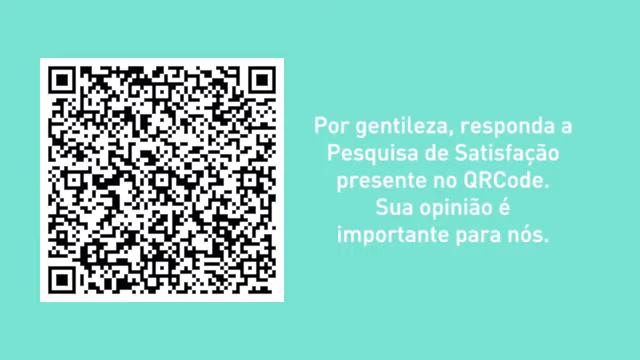 Por gentileza, responda a
Pesquisa de Satisfação
presente no QRCode.
Sua opinião é
importante para nós.